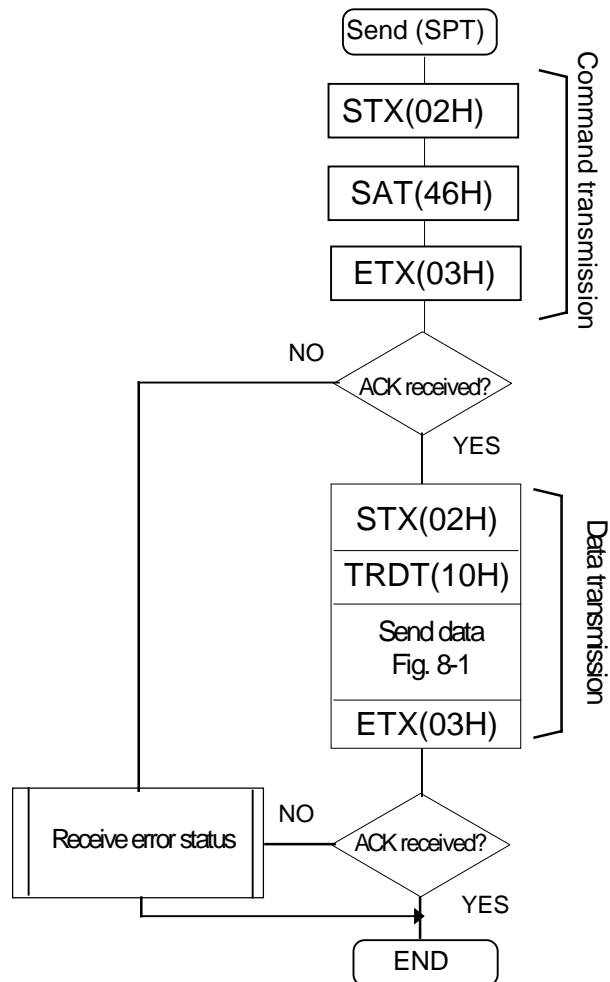 Send (SPT)
STX(02H)
SAT(46H)
ETX(03H)
Command transmission
NO
ACK received?
YES
STX(02H)
TRDT(10H)
Send data
Fig. 8-1
ETX(03H)
Data transmission
Receive error status
NO
ACK received?
YES
END